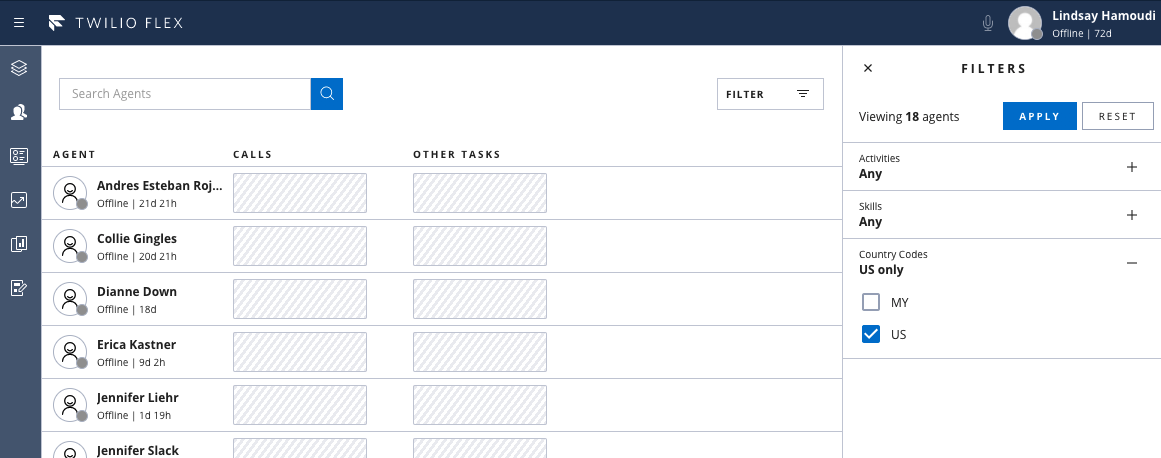 TWILIO FLEX
Lindsay Hamoudi
Offline | 72d
Search Agents
FILTER
AGENT CALLS OTHER TASKS
Andres Esteban Roj...
Offline | 21d 21h
Collie Gingles
Offline | 20d 21h
Dianne Down
Offline | 18d
Erica Kastner
Offline | 9d 2h
Jennifer Liehr
Offline | 1d 19h
Jennifer Slack
FILTERS
Viewing 18 agents
APPLY
RESET
Activities
Any
Skills
Any
Country Codes
US only
MY
US